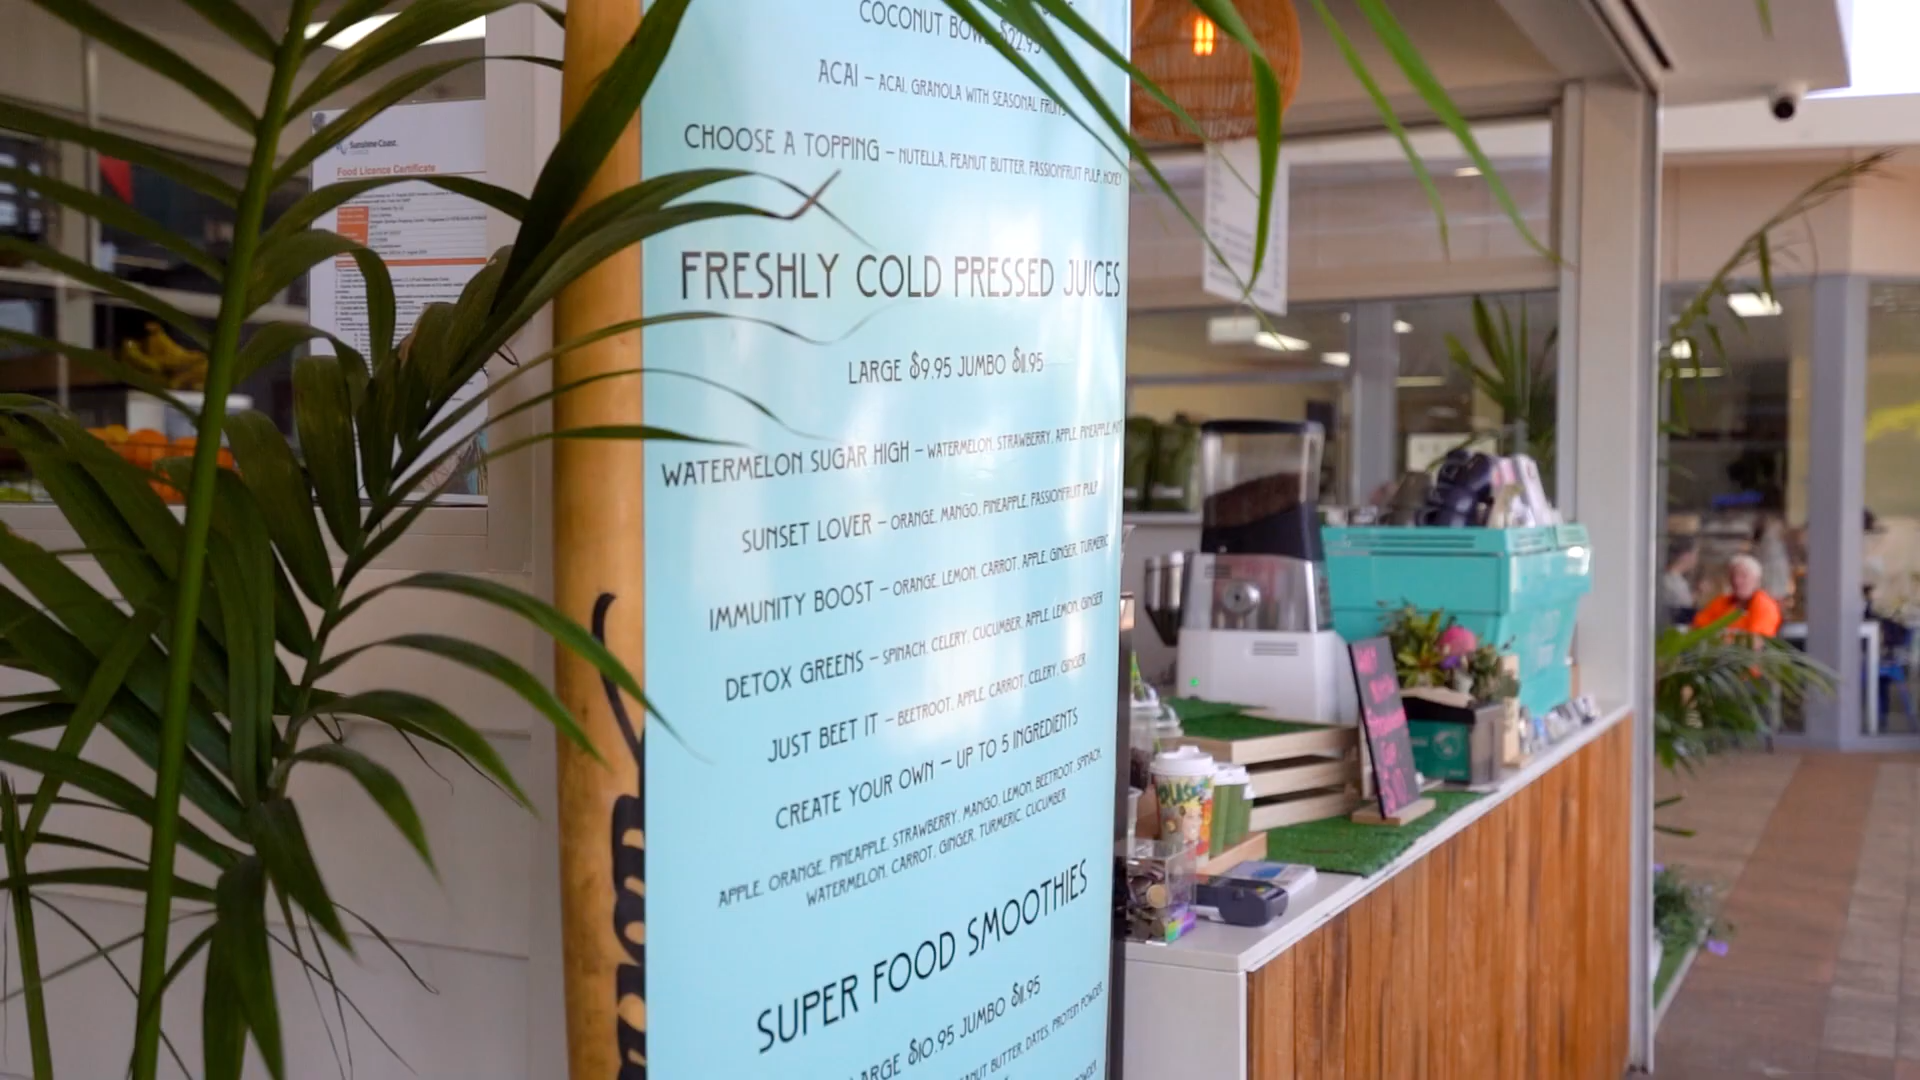 COCONUT BOWL $22.95
ACAI – ACAI, GRANOLA WITH SEASONAL FRUITS
CHOOSE A TOPPING – NUTELLA, PEANUT BUTTER, PASSIONFRUIT PULP, HONEY
FRESHLY COLD PRESSED JUICES
LARGE $9.95 JUMBO $11.95
WATERMELON SUGAR HIGH – WATERMELON, STRAWBERRY, APPLE, PINEAPPLE, MINT
SUNSET LOVER – ORANGE, MANGO, PINEAPPLE, PASSIONFRUIT PULP
IMMUNITY BOOST – ORANGE, LEMON, CARROT, APPLE, GINGER, TURMERIC
DETOX GREENS – SPINACH, CELERY, CUCUMBER, APPLE, LEMON, GINGER
JUST BEET IT – BEETROOT, APPLE, CARROT, CELERY, GINGER
CREATE YOUR OWN – UP TO 5 INGREDIENTS
APPLE, ORANGE, PINEAPPLE, STRAWBERRY, MANGO, LEMON, BEETROOT, SPINACH,
WATERMELON, CARROT, GINGER, TURMERIC, CUCUMBER
SUPER FOOD SMOOTHIES
LARGE $10.95 JUMBO $11.95
BUTTER, DATES, PROTEIN POWDER,
Sunshine Coast
Food Licence Certificate